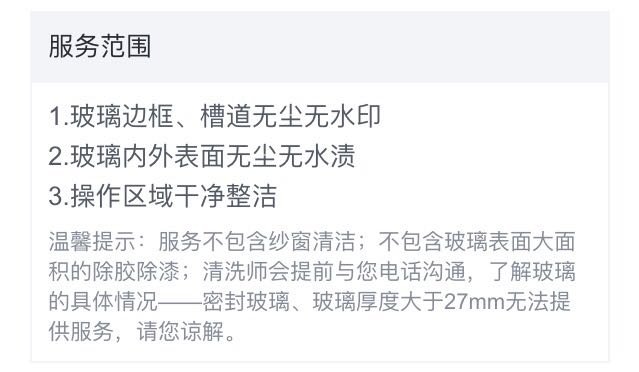 服务范围
1.玻璃边框、槽道无尘无水印
2.玻璃内外表面无尘无水渍
3.操作区域干净整洁
温馨提示：服务不包含纱窗清洁；不包含玻璃表面大面
积的除胶除漆；清洗师会提前与您电话沟通，了解玻璃
的具体情况——密封玻璃、玻璃厚度大于27mm无法提
供服务，请您谅解。